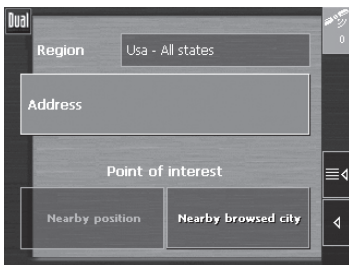 Dual
0
Region Usa - All states
Address
Point of interest
Nearby position Nearby browsed city